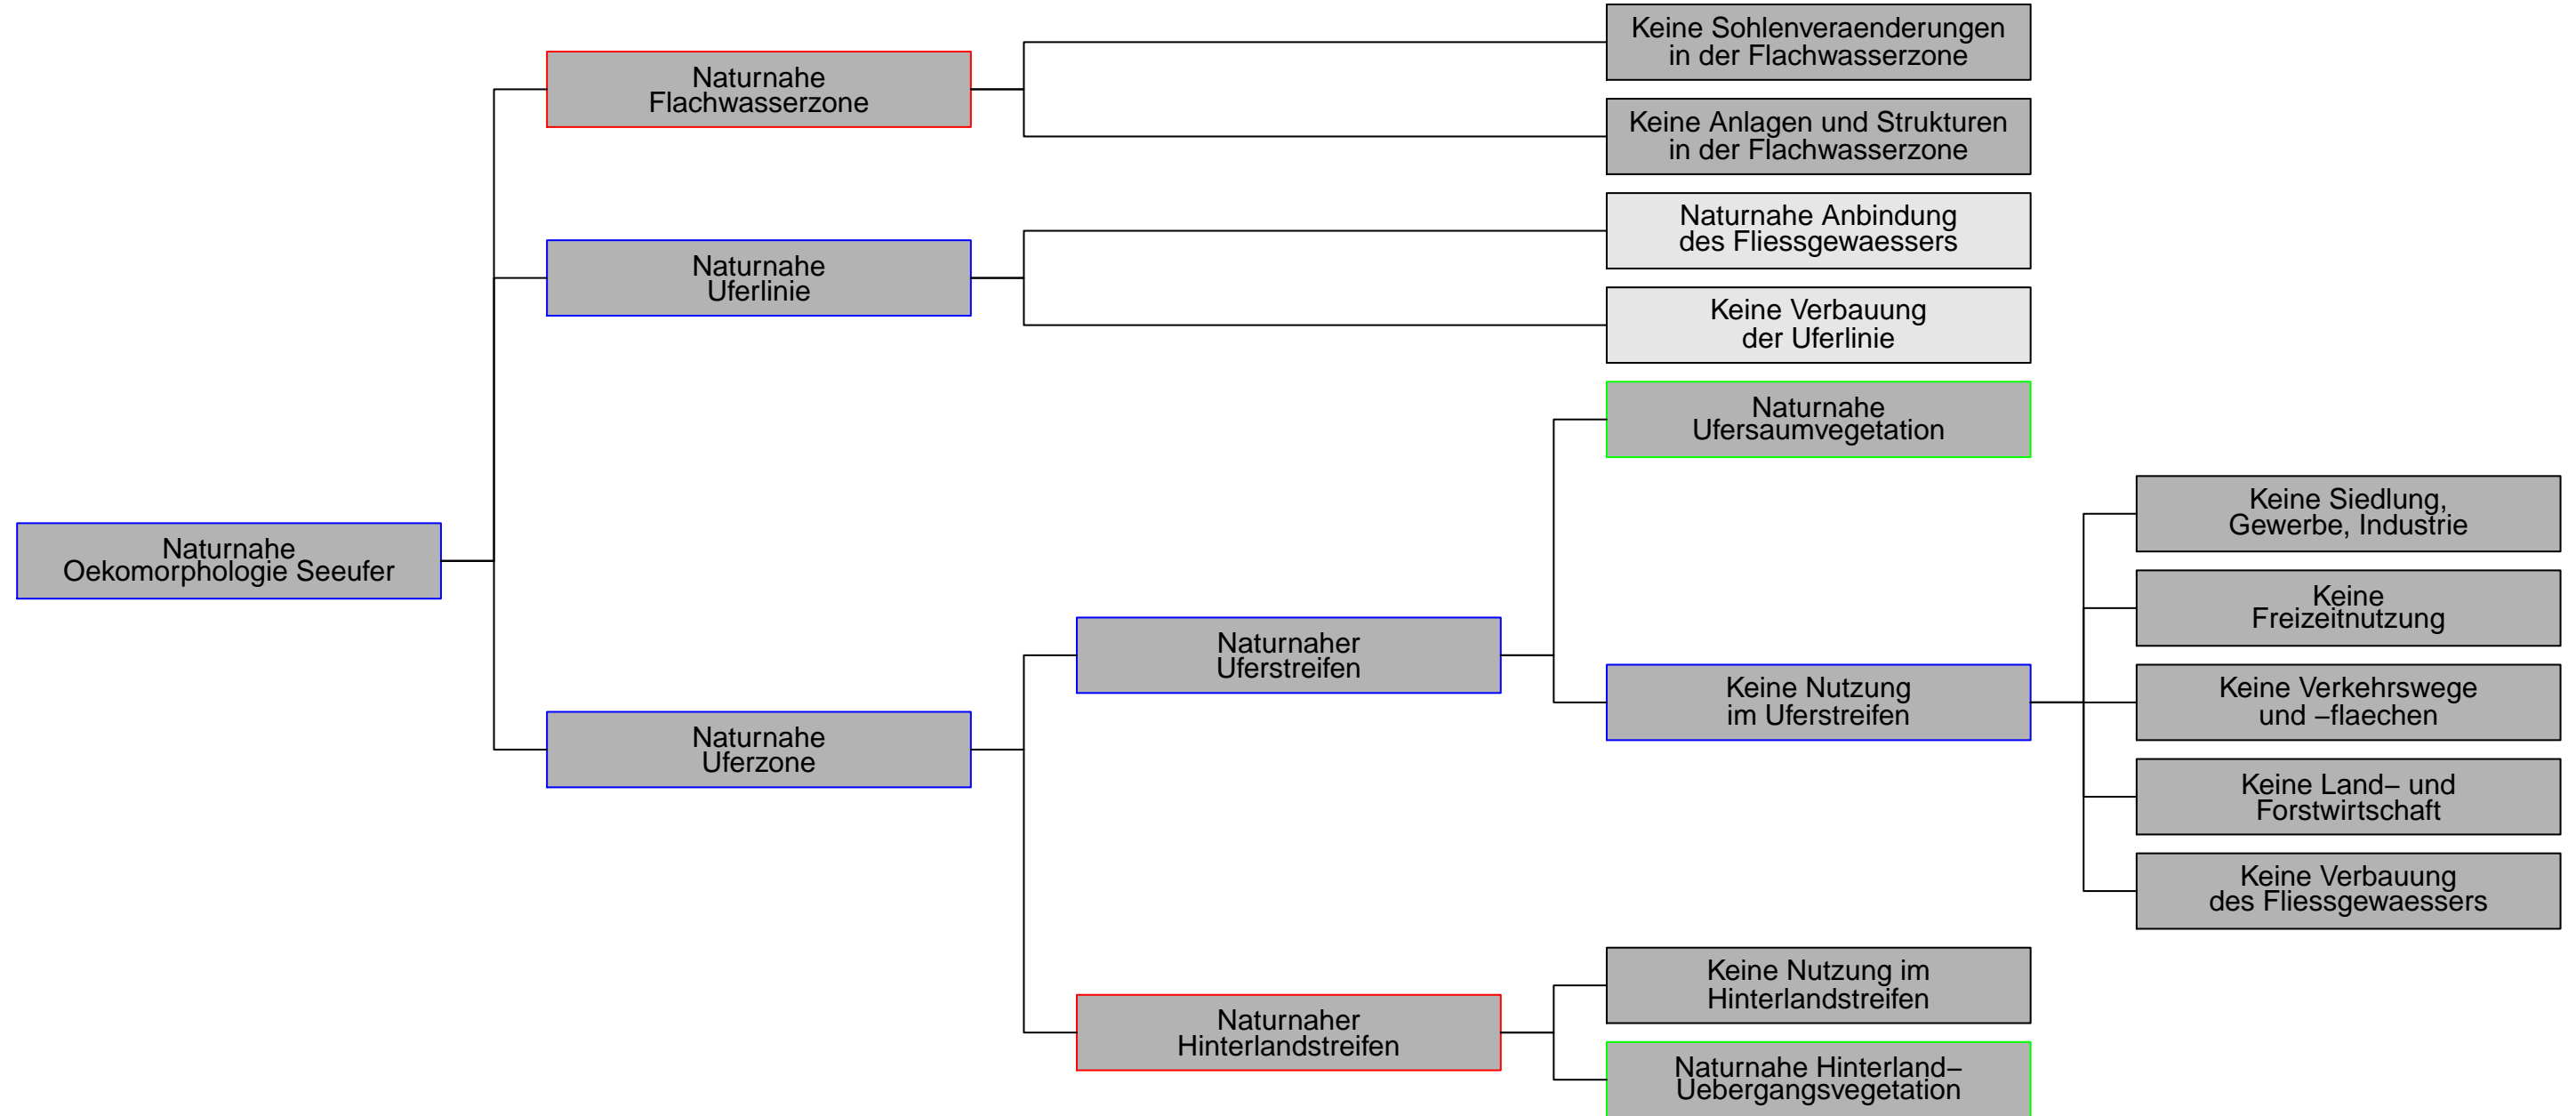 Keine Sohlenveraenderungen
in der Flachwasserzone
Naturnahe
Flachwasserzone
Keine Anlagen und Strukturen
in der Flachwasserzone
Naturnahe Anbindung
des Fliessgewaessers
Naturnahe
Uferlinie
Keine Verbauung
der Uferlinie
Naturnahe
Ufersaumvegetation
Keine Siedlung,
Gewerbe, Industrie
Naturnahe
Oekomorphologie Seeufer
Keine
Freizeitnutzung
Naturnaher
Uferstreifen
Keine Nutzung
im Uferstreifen
Keine Verkehrswege
und −flaechen
Naturnahe
Uferzone
Keine Land− und
Forstwirtschaft
Keine Verbauung
des Fliessgewaessers
Keine Nutzung im
Hinterlandstreifen
Naturnaher
Hinterlandstreifen
Naturnahe Hinterland−
Uebergangsvegetation